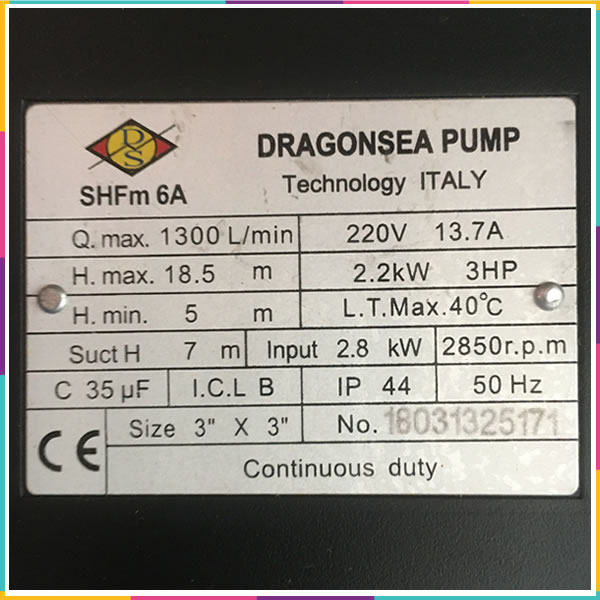 DS
DRAGONSEA PUMP
SHFm 6A
Technology ITALY
Q. max. 1300 L/min 220V 13.7A
H. max. 18.5 m 2.2kW 3HP
H. min. 5 m L.T.Max.40℃
Suct H 7 m Input 2.8 kW 2850r.p.m
C 35 µF I.C.L B IP 44 50 Hz
CE Size 3" X 3" No. 18031325171
Continuous duty